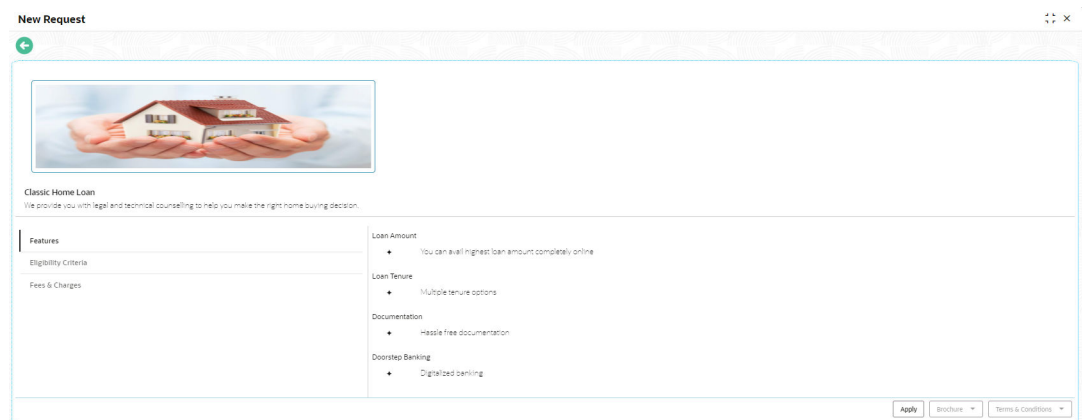 New Request
Classic Home Loan
We provide you with legal and technical counselling to help you make the right home buying decision.
Features
Eligibility Criteria
Fees & Charges
Loan Amount
You can avail highest loan amount completely online
Loan Tenure
Multiple tenure options
Documentation
Hassle free documentation
Doorstep Banking
Digitalized banking
Apply
Brochure
Terms & Conditions